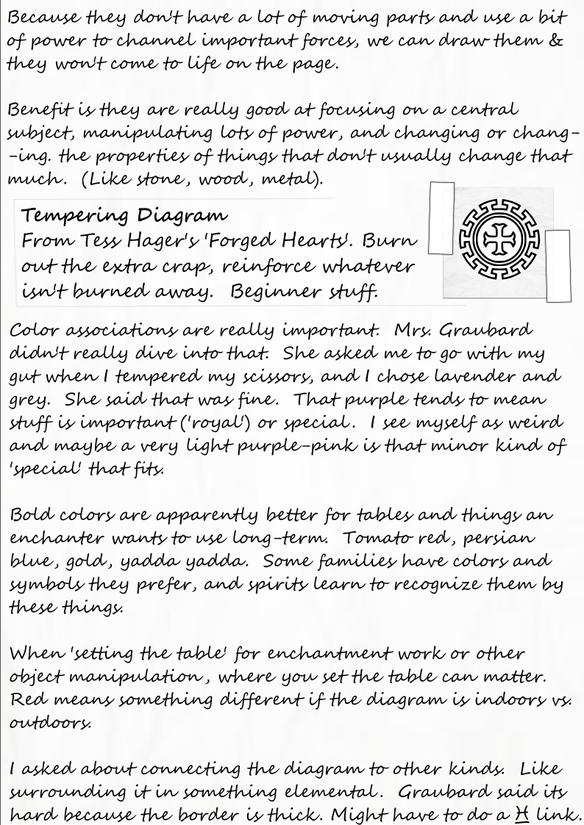 Because they don't have a lot of moving parts and use a bit
of power to channel important forces, we can draw them &
they won't come to life on the page.
Benefit is they are really good at focusing on a central
subject, manipulating lots of power, and changing or chang-
-ing. the properties of things that don't usually change that
much. (Like stone, wood, metal).
Tempering Diagram
From Tess Hager's 'Forged Hearts'. Burn
out the extra crap, reinforce whatever
isn't burned away. Beginner stuff.
Color associations are really important. Mrs. Graubard
didn't really dive into that. She asked me to go with my
gut when I tempered my scissors, and I chose lavender and
grey. She said that was fine. That purple tends to mean
stuff is important ('royal') or special. I see myself as weird
and maybe a very light purple-pink is that minor kind of
'special' that fits.
Bold colors are apparently better for tables and things an
enchanter wants to use long-term. Tomato red, persian
blue, gold, yadda yadda. Some families have colors and
symbols they prefer, and spirits learn to recognize them by
these things.
When 'setting the table' for enchantment work or other
object manipulation, where you set the table can matter.
Red means something different if the diagram is indoors vs.
outdoors.
I asked about connecting the diagram to other kinds. Like
surrounding it in something elemental. Graubard said its
hard because the border is thick. Might have to do a H link.